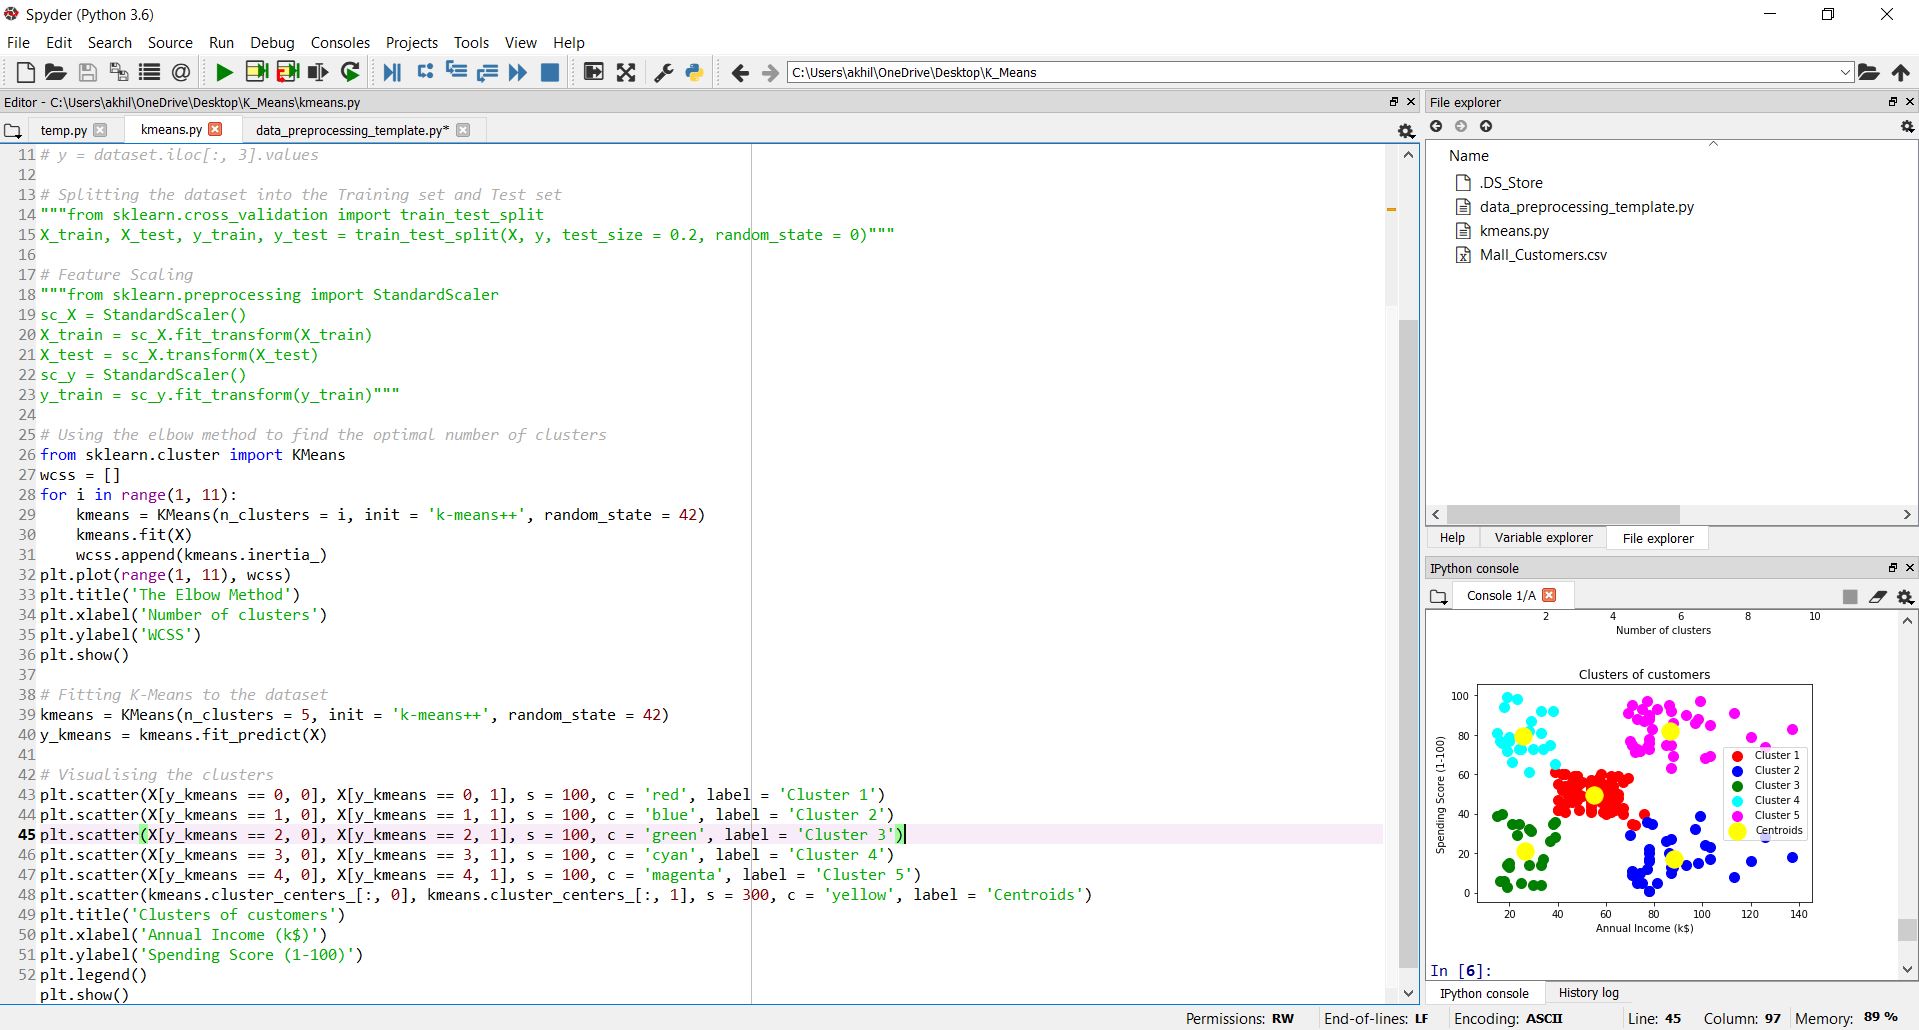 Spyder (Python 3.6)
File Edit Search Source Run Debug Consoles Projects Tools View Help
C:\Users\akhil\OneDrive\Desktop\K_Means
Editor - C:\Users\akhil\OneDrive\Desktop\K_Means\kmeans.py
temp.py kmeans.py data_preprocessing_template.py*
11 # y = dataset.iloc[:, 3].values
12
13 # Splitting the dataset into the Training set and Test set
14 """from sklearn.cross_validation import train_test_split
15 X_train, X_test, y_train, y_test = train_test_split(X, y, test_size = 0.2, random_state = 0)"""
16
17 # Feature Scaling
18 """from sklearn.preprocessing import StandardScaler
19 sc_X = StandardScaler()
20 X_train = sc_X.fit_transform(X_train)
21 X_test = sc_X.transform(X_test)
22 sc_y = StandardScaler()
23 y_train = sc_y.fit_transform(y_train)"""
24
25 # Using the elbow method to find the optimal number of clusters
26 from sklearn.cluster import KMeans
27 wcss = []
28 for i in range(1, 11):
29     kmeans = KMeans(n_clusters = i, init = 'k-means++', random_state = 42)
30     kmeans.fit(X)
31     wcss.append(kmeans.inertia_)
32 plt.plot(range(1, 11), wcss)
33 plt.title('The Elbow Method')
34 plt.xlabel('Number of clusters')
35 plt.ylabel('WCSS')
36 plt.show()
37
38 # Fitting K-Means to the dataset
39 kmeans = KMeans(n_clusters = 5, init = 'k-means++', random_state = 42)
40 y_kmeans = kmeans.fit_predict(X)
41
42 # Visualising the clusters
43 plt.scatter(X[y_kmeans == 0, 0], X[y_kmeans == 0, 1], s = 100, c = 'red', label = 'Cluster 1')
44 plt.scatter(X[y_kmeans == 1, 0], X[y_kmeans == 1, 1], s = 100, c = 'blue', label = 'Cluster 2')
45 plt.scatter(X[y_kmeans == 2, 0], X[y_kmeans == 2, 1], s = 100, c = 'green', label = 'Cluster 3')
46 plt.scatter(X[y_kmeans == 3, 0], X[y_kmeans == 3, 1], s = 100, c = 'cyan', label = 'Cluster 4')
47 plt.scatter(X[y_kmeans == 4, 0], X[y_kmeans == 4, 1], s = 100, c = 'magenta', label = 'Cluster 5')
48 plt.scatter(kmeans.cluster_centers_[:, 0], kmeans.cluster_centers_[:, 1], s = 300, c = 'yellow', label = 'Centroids')
49 plt.title('Clusters of customers')
50 plt.xlabel('Annual Income (k$)')
51 plt.ylabel('Spending Score (1-100)')
52 plt.legend()
plt.show()
File explorer
Name
.DS_Store
data_preprocessing_template.py
kmeans.py
Mall_Customers.csv
Help Variable explorer File explorer
IPython console
Console 1/A
2 4 6 8 10
Number of clusters
Clusters of customers
Spending Score (1-100)
100
80
60
40
20
0
Cluster 1
Cluster 2
Cluster 3
Cluster 4
Cluster 5
Centroids
20 40 60 80 100 120 140
Annual Income (k$)
In [6]:
IPython console History log
Permissions: RW End-of-lines: LF Encoding: ASCII Line: 45 Column: 97 Memory: 89 %